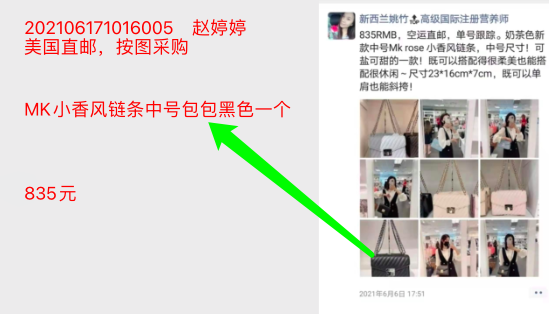 202106171016005 赵婷婷
美国直邮，按图采购
MK小香风链条中号包包黑色一个
835元
新西兰姚竹高级国际注册营养师
835RMB，空运直邮，单号跟踪。奶茶色新
款中号Mk rose 小香风链条，中号尺寸！可
盐可甜的一款！既可以搭配得很柔美也能搭
配很休闲～尺寸23*16cm*7cm，既可以单
肩也能斜挎！
2021年6月6日 17:51